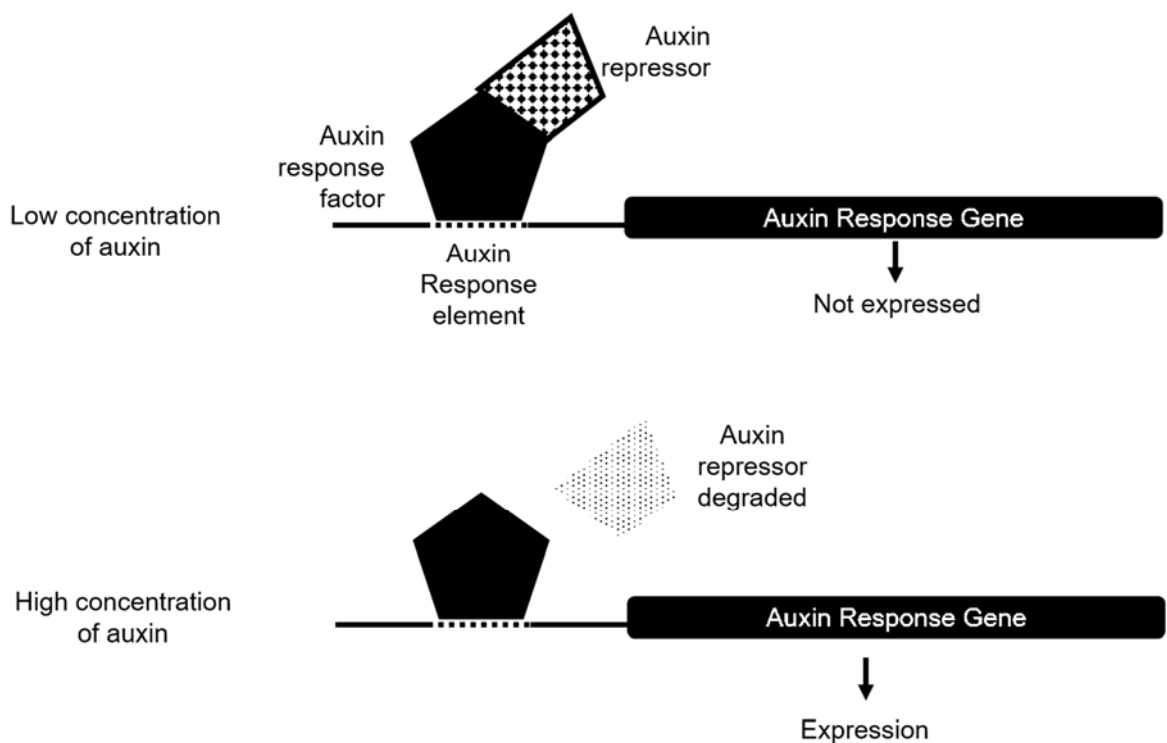 Auxin
repressor
Auxin
response
factor
Low concentration
of auxin
Auxin Response Gene
Auxin
Response
element
Not expressed
Auxin
repressor
degraded
High concentration
of auxin
Auxin Response Gene
Expression